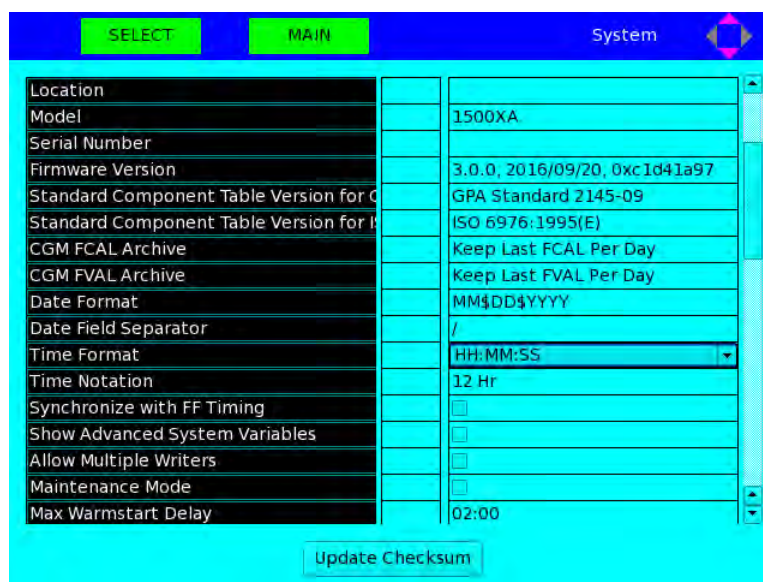 SELECT MAIN System
Location
Model 1500XA
Serial Number
Firmware Version 3.0.0, 2016/09/20, 0xc1d41a97
Standard Component Table Version for GPA Standard 2145-09
Standard Component Table Version for ISO 6976:1995(E)
CGM FCAL Archive Keep Last FCAL Per Day
CGM FVAL Archive Keep Last FVAL Per Day
Date Format MM$DD$YYYY
Date Field Separator /
Time Format HH:MM:SS
Time Notation 12 Hr
Synchronize with FF Timing
Show Advanced System Variables
Allow Multiple Writers
Maintenance Mode
Max Warmstart Delay 02:00
Update Checksum